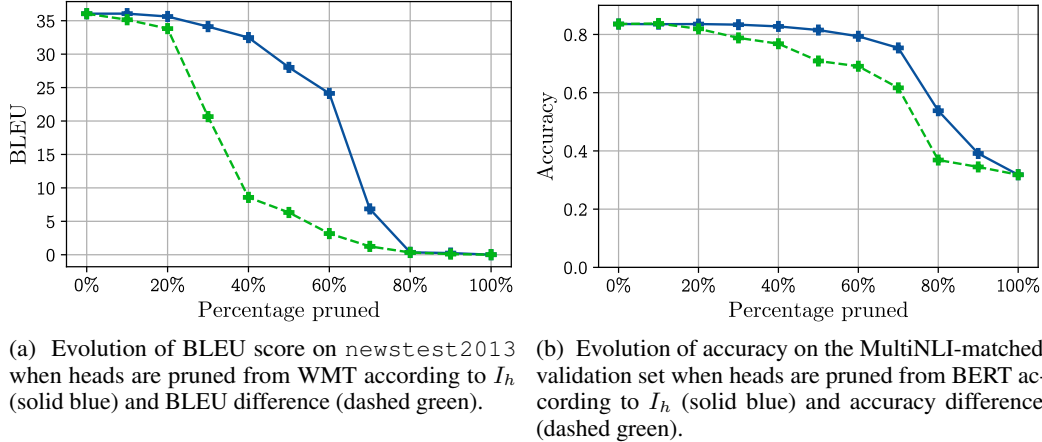 35
30
25
20
15
10
5
0
BLEU
0% 20% 40% 60% 80% 100%
Percentage pruned
0.8
0.6
0.4
0.2
0.0
Accuracy
0% 20% 40% 60% 80% 100%
Percentage pruned
(a) Evolution of BLEU score on newstest2013
when heads are pruned from WMT according to I_h
(solid blue) and BLEU difference (dashed green).
(b) Evolution of accuracy on the MultiNLI-matched
validation set when heads are pruned from BERT ac-
cording to I_h (solid blue) and accuracy difference
(dashed green).